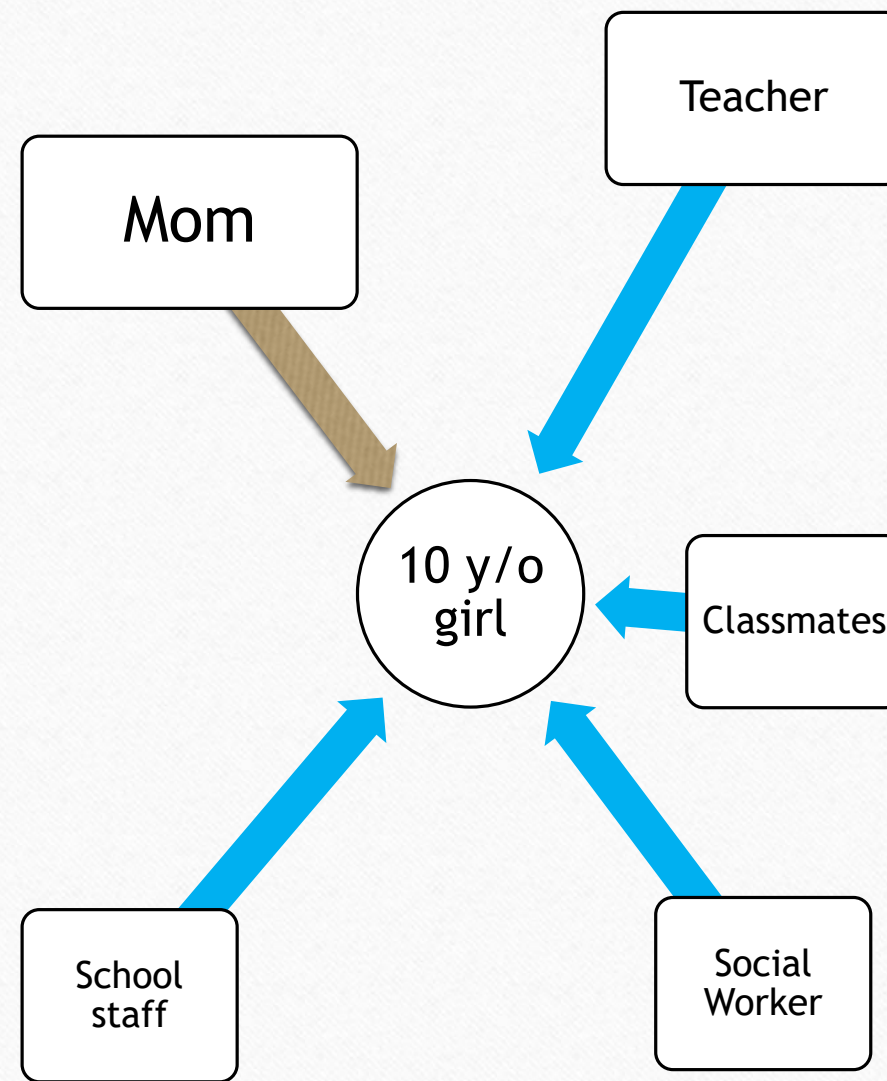 Teacher
Mom
10 y/o
girl
Classmates
School
staff
Social
Worker